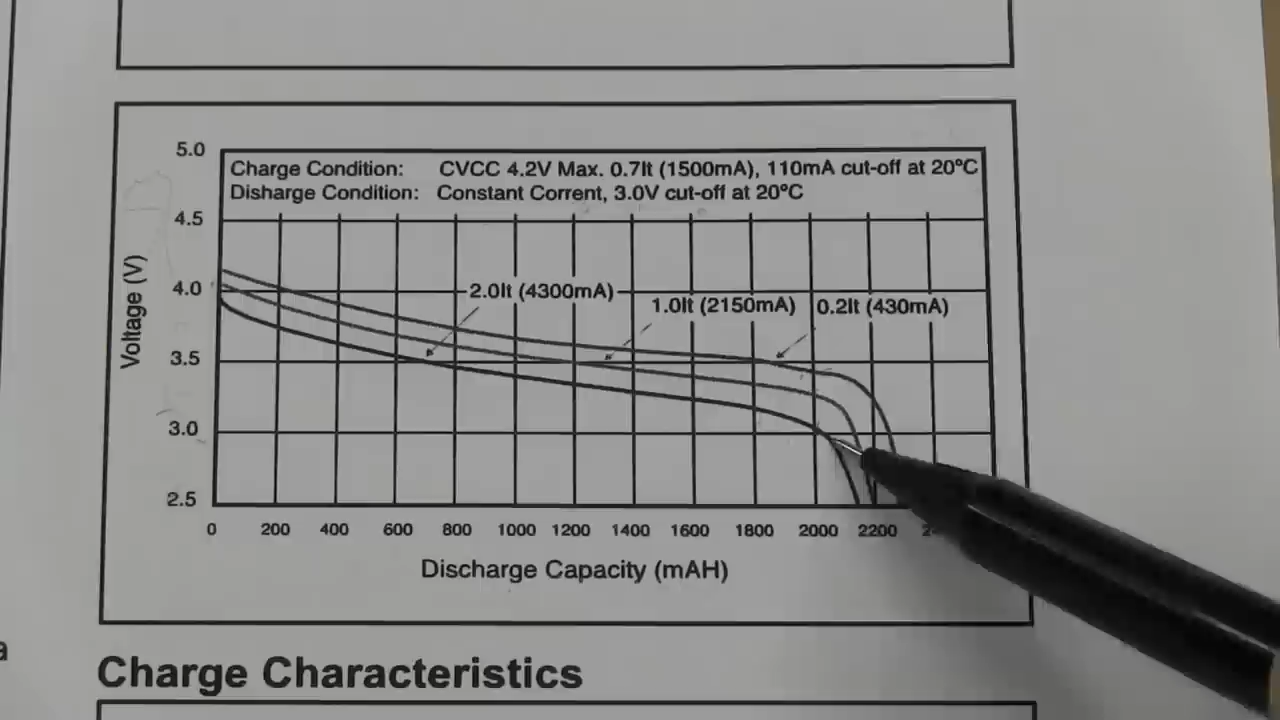 5.0
Charge Condition: CVCC 4.2V Max. 0.7It (1500mA), 110mA cut-off at 20ºC
Disharge Condition: Constant Corrent, 3.0V cut-off at 20ºC
4.5
4.0
2.0It (4300mA)
1.0It (2150mA)
0.2It (430mA)
Voltage (V)
3.5
3.0
2.5
0 200 400 600 800 1000 1200 1400 1600 1800 2000 2200
Discharge Capacity (mAH)
a
Charge Characteristics